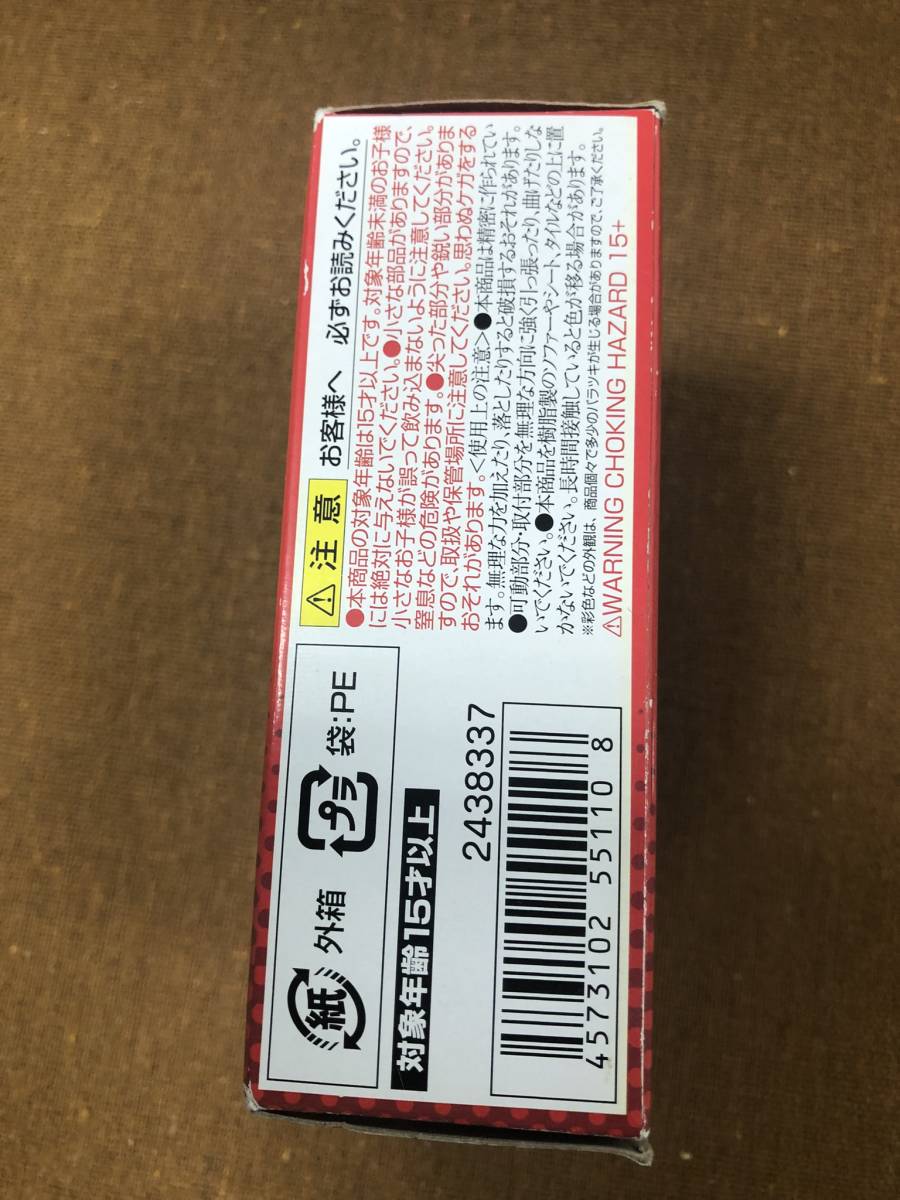 注意 お客様へ 必ずお読みください。
●本商品の対象年齢は15才以上です。対象年齢未満のお子様
には絶対に与えないでください。●小さな部品がありますので、
小さなお子様が誤って飲み込まないように注意してください。
窒息などの危険があります。●尖った部分や鋭い部分がありま
すので、取扱や保管場所に注意してください。思わぬケガをする
おそれがあります。<使用上の注意>●本商品は精密に作られてい
ます。無理な力を加えたり、落としたりすると破損するおそれがあります。
●可動部分・取付部分を無理な方向に強く引っ張ったり、曲げたりしな
いでください。●本商品を樹脂製のソファーやシート、タイルなどの上に置
かないでください。長時間接触していると色が移る場合があります。
※彩色などの外観は、商品個々で多少のバラツキが生じる場合がありますので、ご了承ください。
⚠WARNING CHOKING HAZARD 15+
紙 外箱 プラ 袋:PE
対象年齢15才以上
2438337
4573102 55110 8